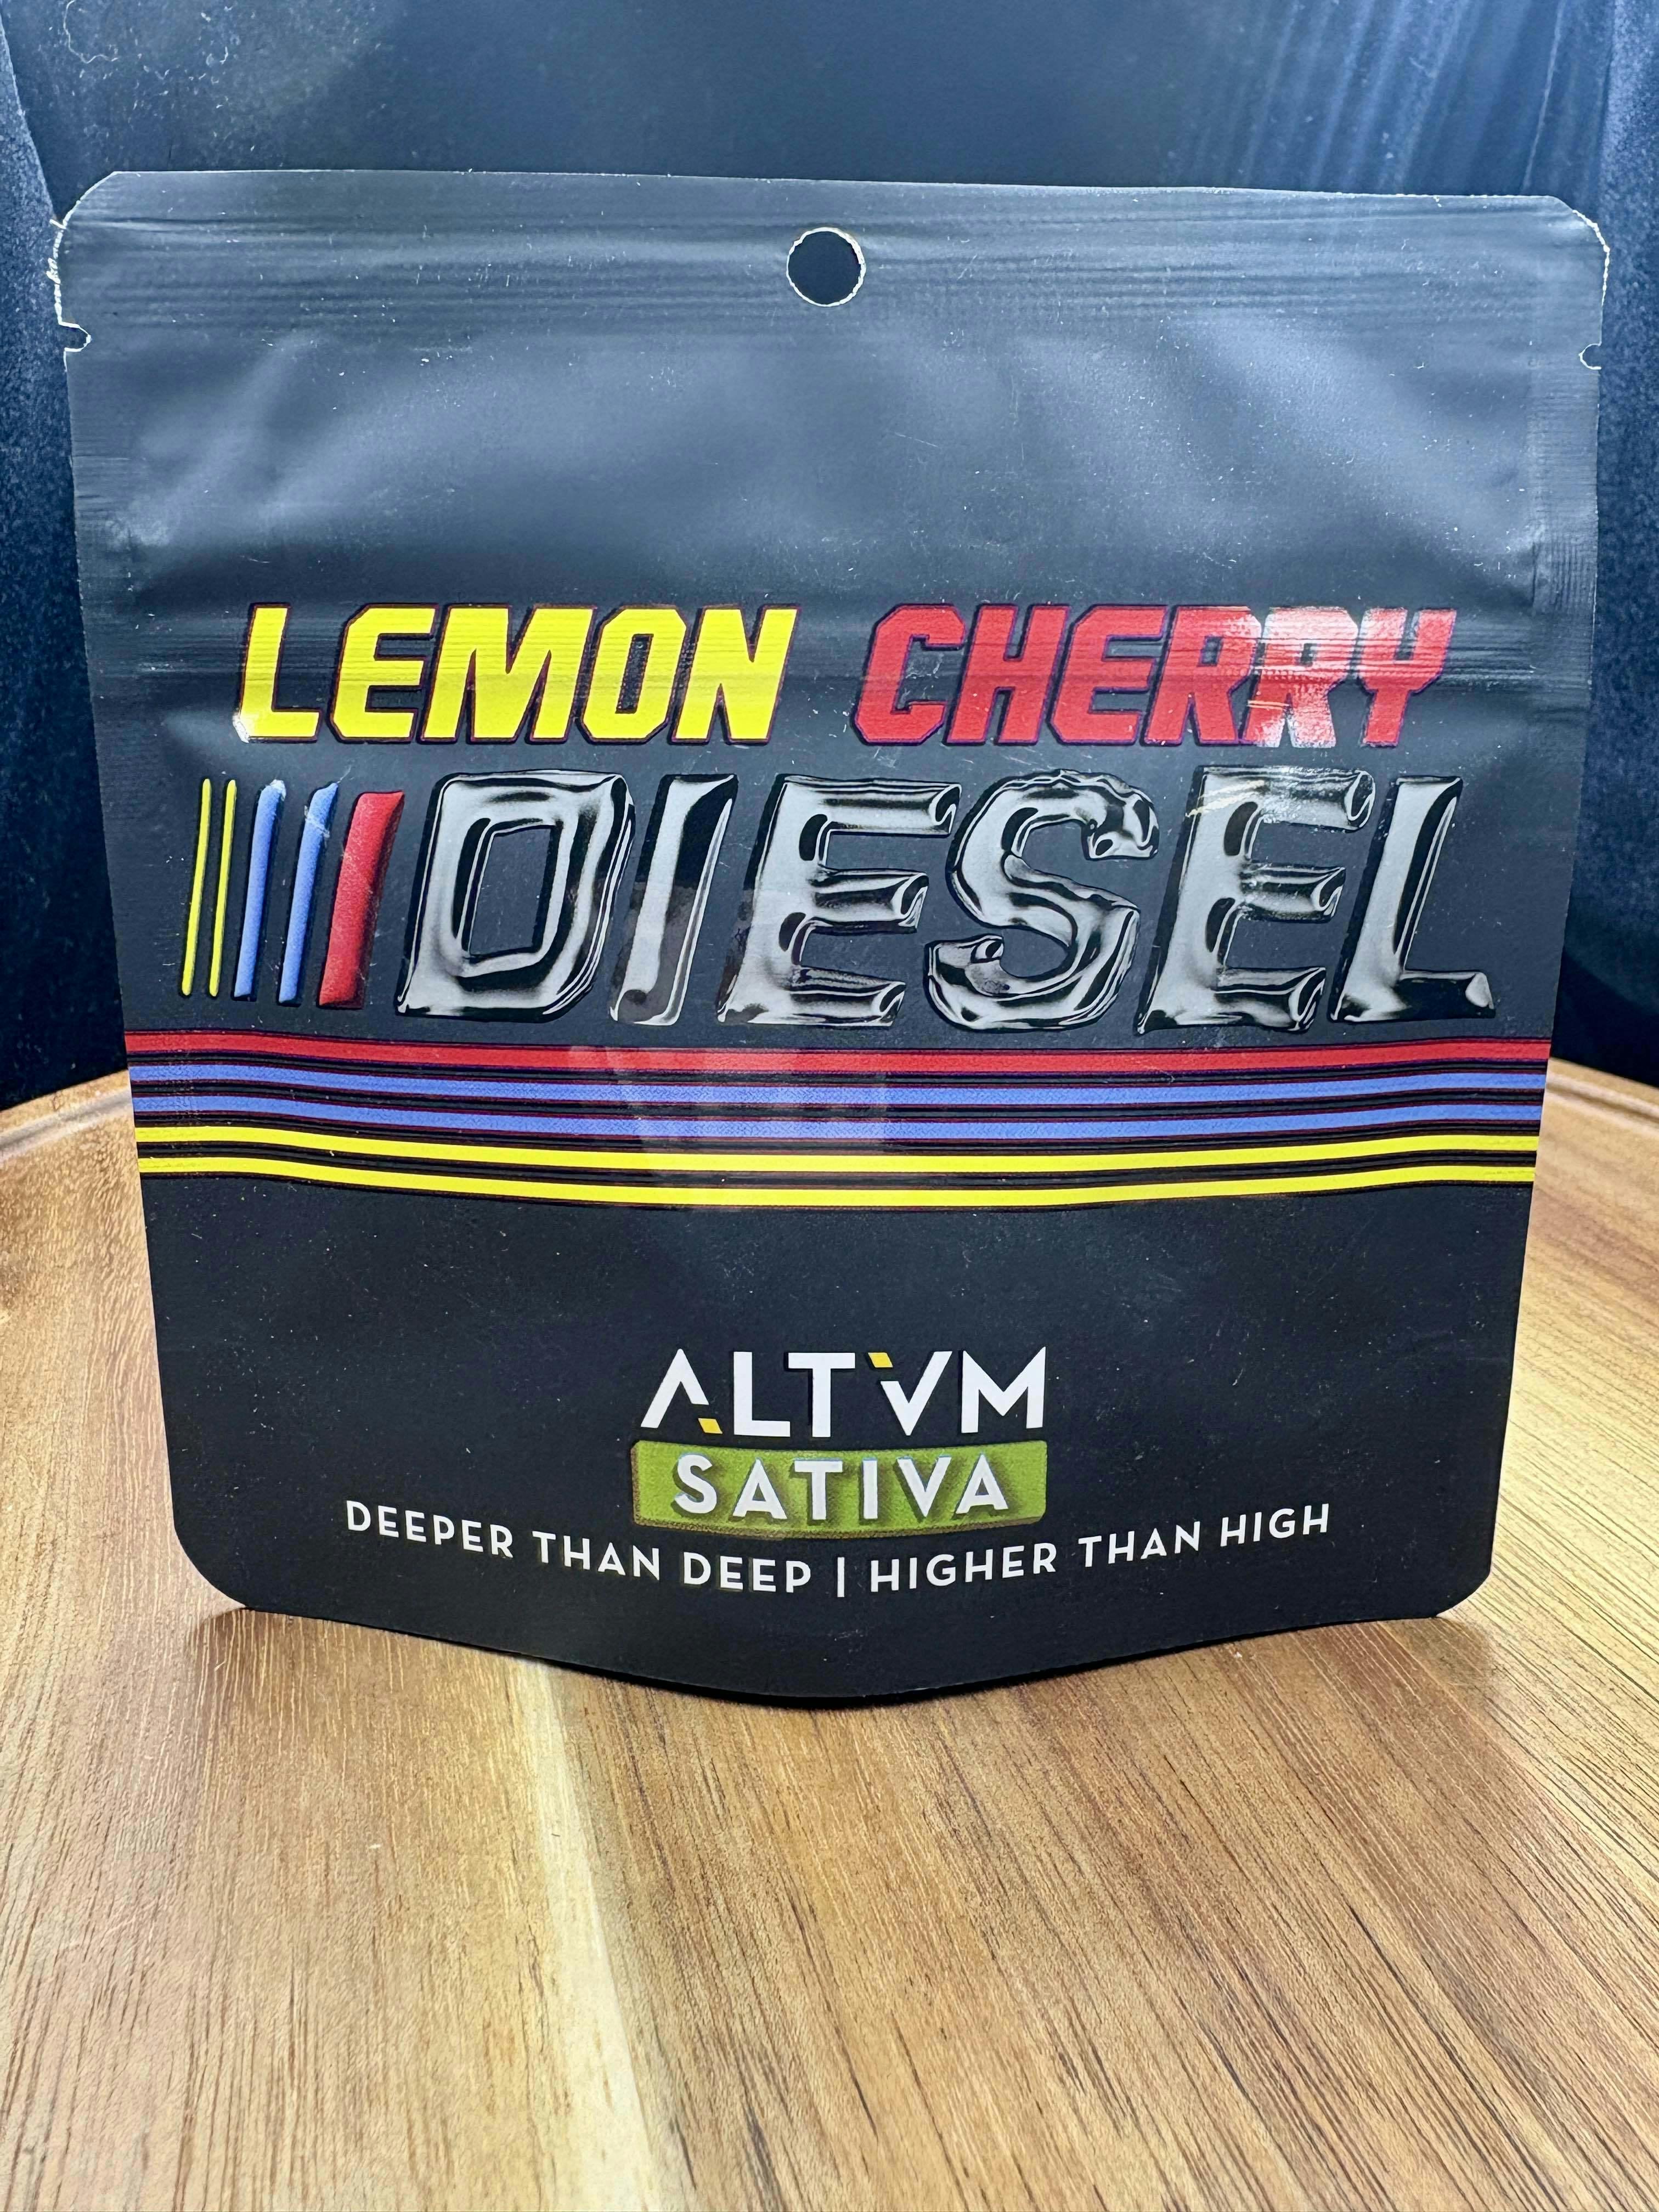 LEMON CHERRY
DIESEL
ALTVM
SATIVA
DEEPER THAN DEEP | HIGHER THAN HIGH